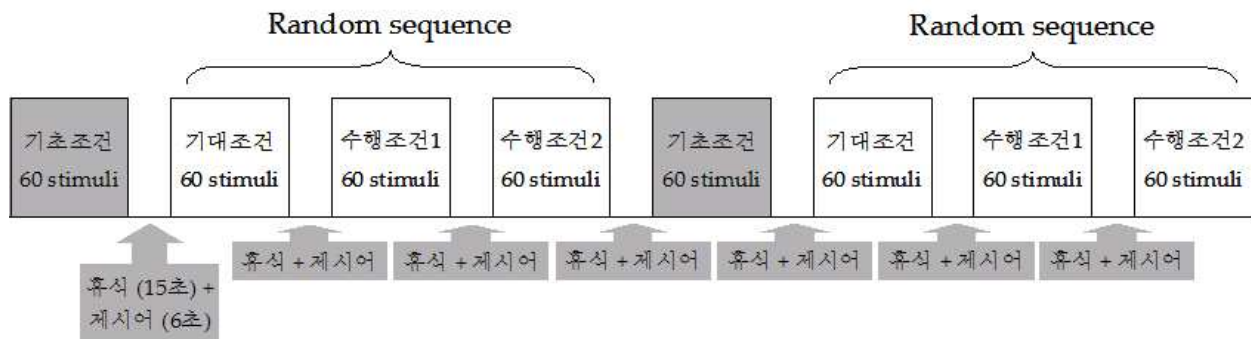 Random sequence
Random sequence
기초조건
60 stimuli
기대조건
60 stimuli
수행조건1
60 stimuli
수행조건2
60 stimuli
기초조건
60 stimuli
기대조건
60 stimuli
수행조건1
60 stimuli
수행조건2
60 stimuli
휴식 (15초) +
제시어 (6초)
휴식 + 제시어
휴식 + 제시어
휴식 + 제시어
휴식 + 제시어
휴식 + 제시어
휴식 + 제시어